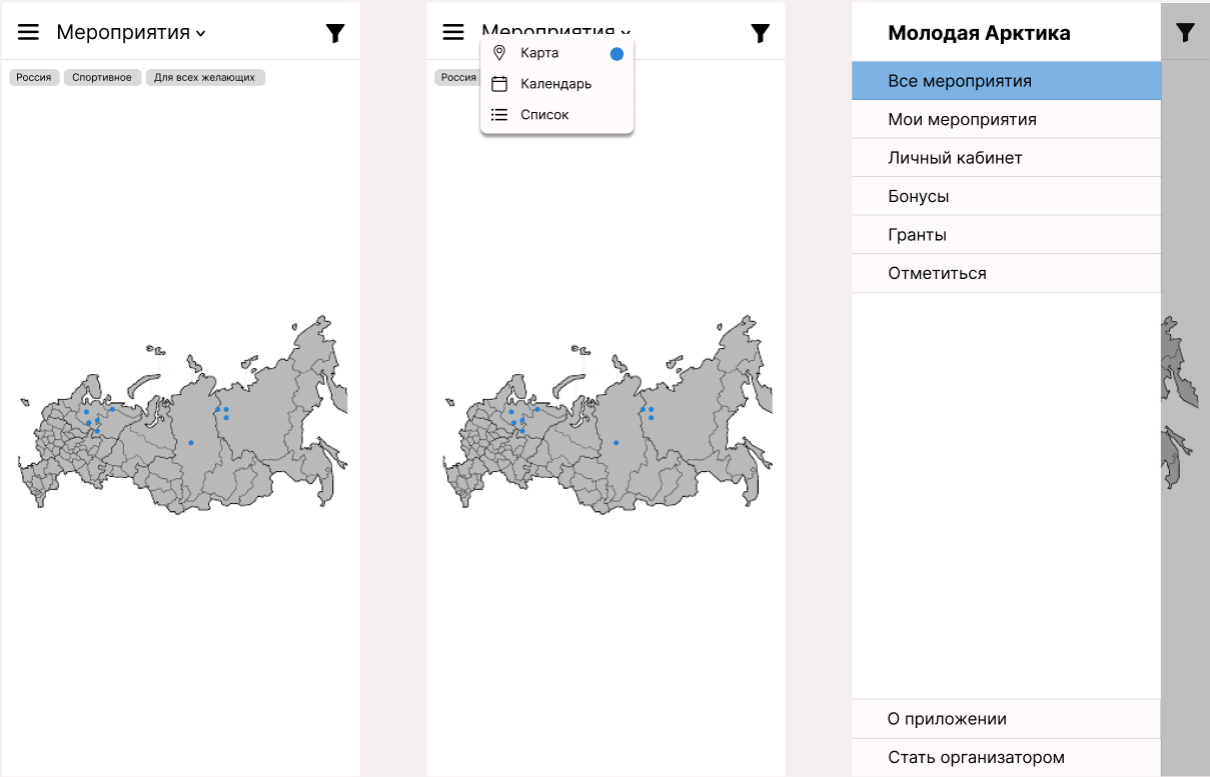 Мероприятия
Россия
Спортивное
Для всех желающих
Мероприятия
Россия
Карта
Календарь
Список
Молодая Арктика
Все мероприятия
Мои мероприятия
Личный кабинет
Бонусы
Гранты
Отметиться
О приложении
Стать организатором